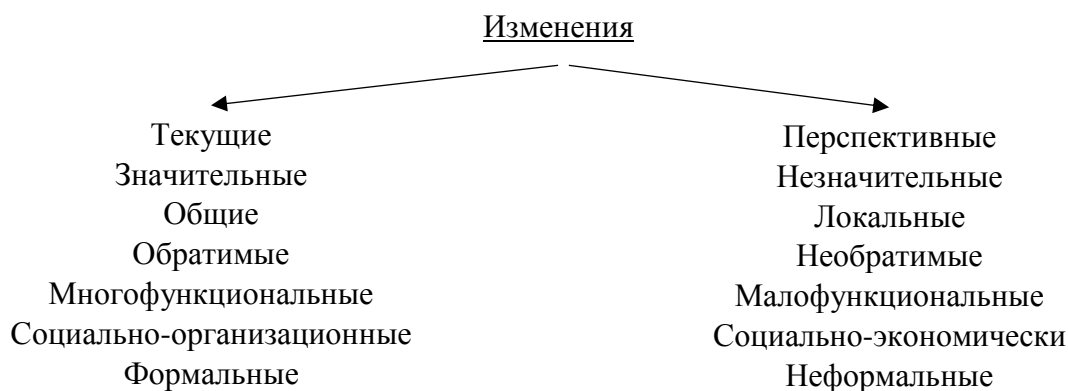 Изменения
Текущие
Значительные
Общие
Обратимые
Многофункциональные
Социально-организационные
Формальные
Перспективные
Незначительные
Локальные
Необратимые
Малофункциональные
Социально-экономически
Неформальные